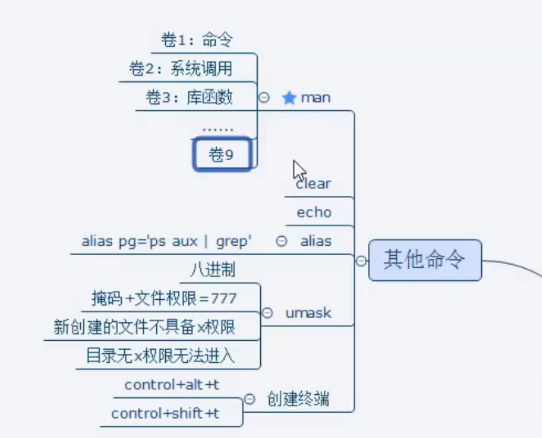 卷1：命令
卷2：系统调用
卷3：库函数
man
……
卷9
clear
echo
alias pg='ps aux | grep'
alias
其他命令
八进制
掩码+文件权限=777
umask
新创建的文件不具备x权限
目录无x权限无法进入
control+alt+t
创建终端
control+shift+t